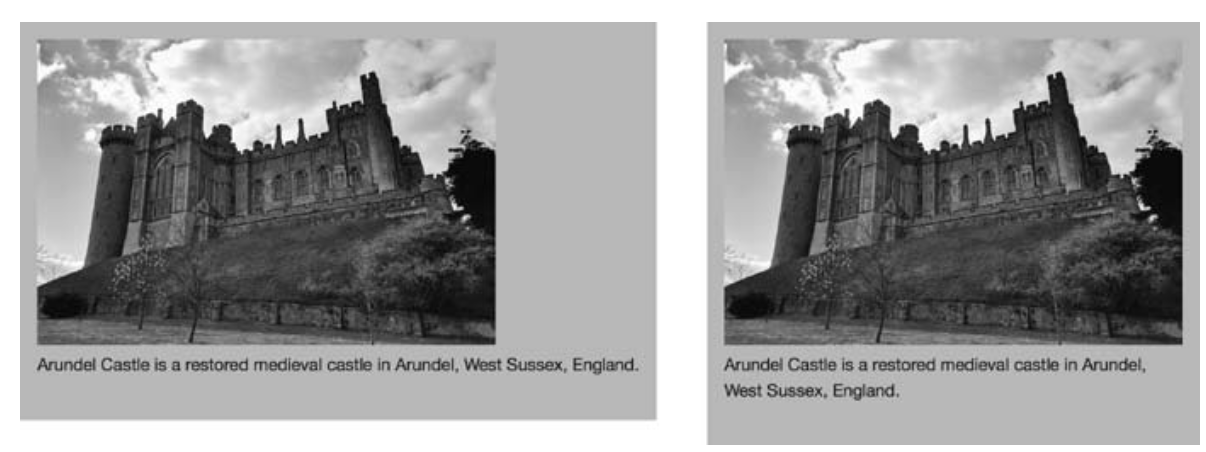 Arundel Castle is a restored medieval castle in Arundel, West Sussex, England.
Arundel Castle is a restored medieval castle in Arundel,
West Sussex, England.